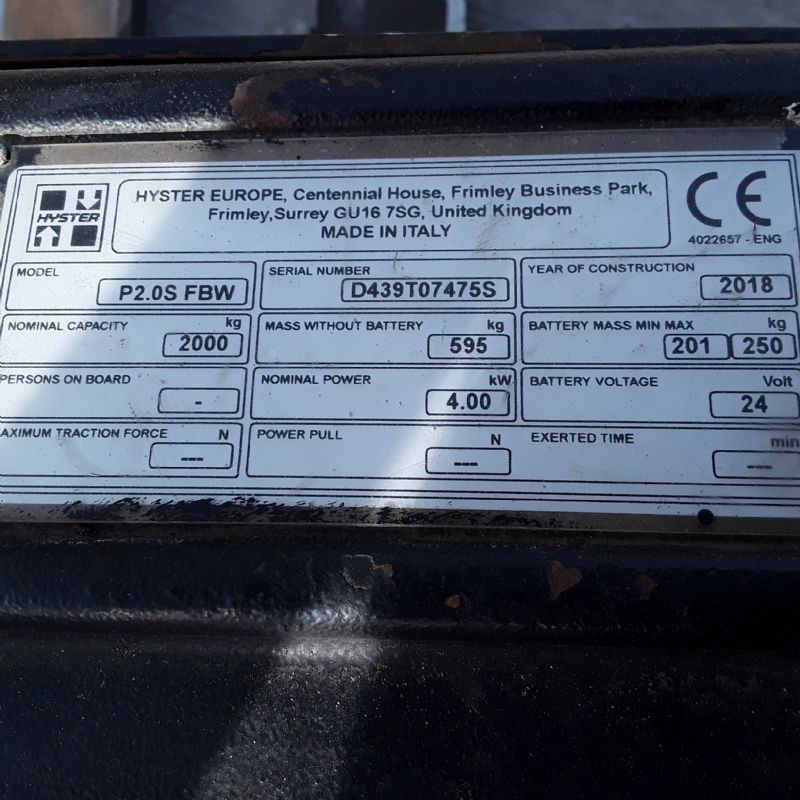 HYSTER
HYSTER EUROPE, Centennial House, Frimley Business Park,
Frimley,Surrey GU16 7SG, United Kingdom
MADE IN ITALY
CE
4022657 - ENG
MODEL
P2.0S FBW
SERIAL NUMBER
D439T07475S
YEAR OF CONSTRUCTION
2018
NOMINAL CAPACITY kg
2000
MASS WITHOUT BATTERY kg
595
BATTERY MASS MIN MAX kg
201 250
PERSONS ON BOARD
-
NOMINAL POWER kW
4.00
BATTERY VOLTAGE Volt
24
AXIMUM TRACTION FORCE N
---
POWER PULL N
---
EXERTED TIME min
---